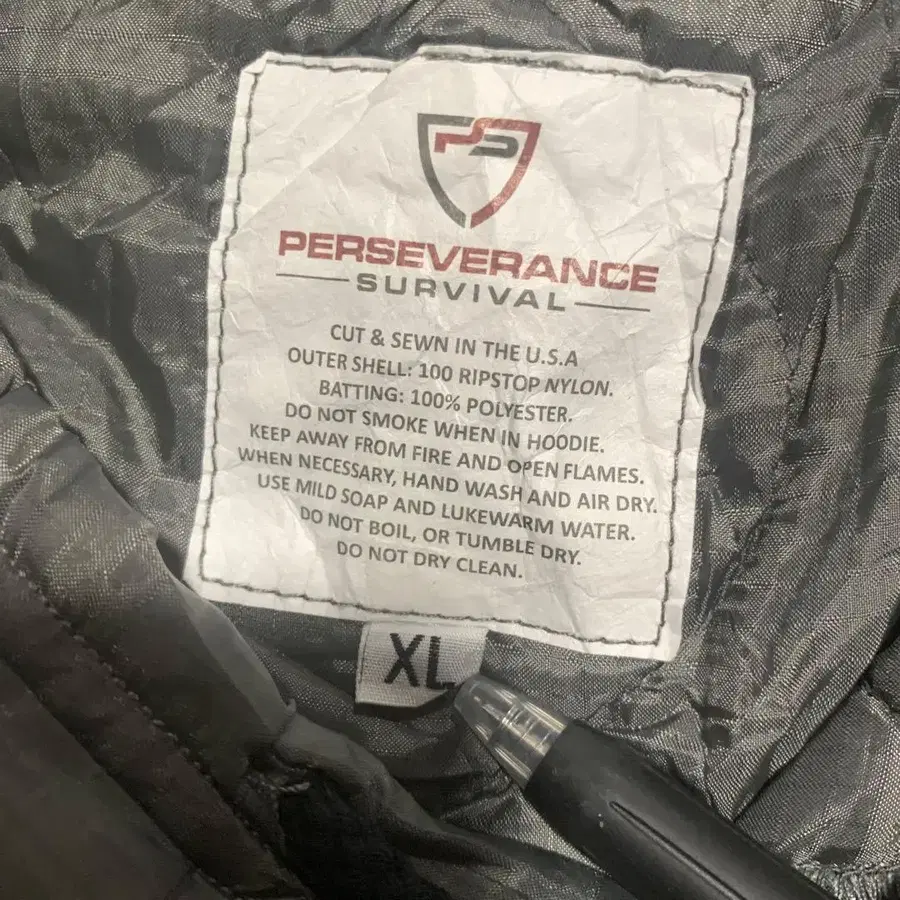 PS
PERSEVERANCE
SURVIVAL
CUT & SEWN IN THE U.S.A
OUTER SHELL: 100 RIPSTOP NYLON.
BATTING: 100% POLYESTER.
DO NOT SMOKE WHEN IN HOODIE.
KEEP AWAY FROM FIRE AND OPEN FLAMES.
WHEN NECESSARY, HAND WASH AND AIR DRY.
USE MILD SOAP AND LUKEWARM WATER.
DO NOT BOIL, OR TUMBLE DRY.
DO NOT DRY CLEAN.
XL